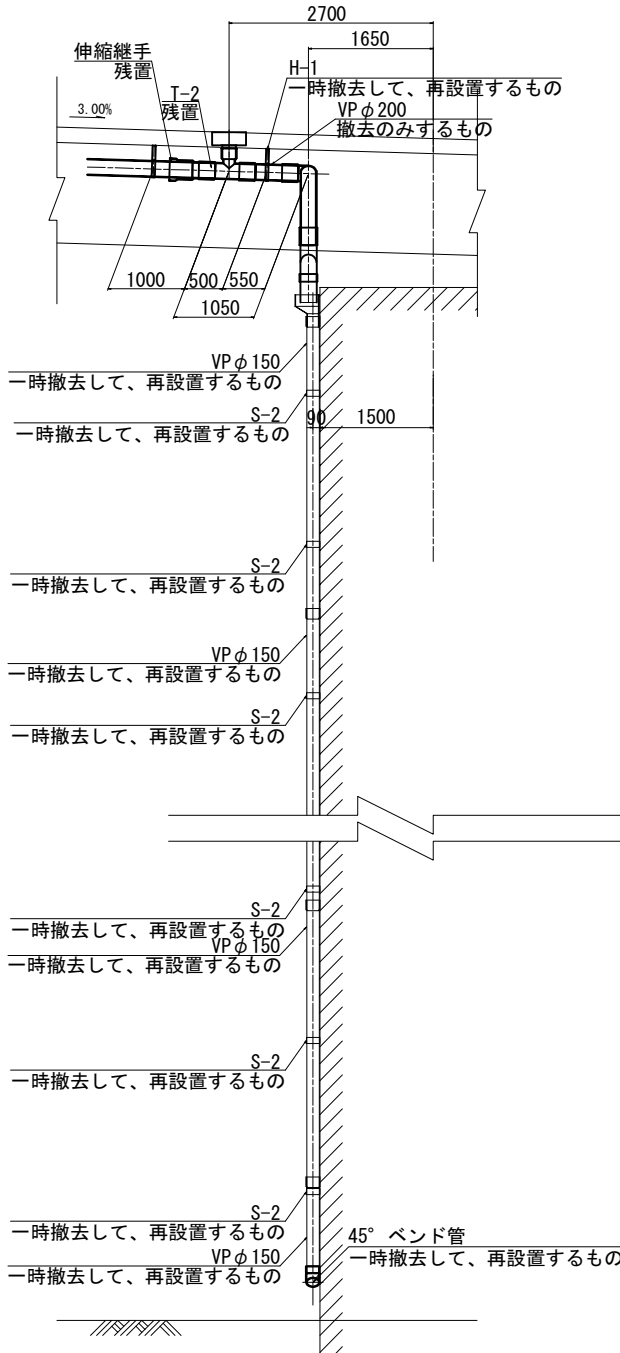 2700
1650
伸縮継手
残置
H-1
一時撤去して、再設置するもの
T-2
残置
VPφ200
撤去のみするもの
3.00%
1000
500
550
1050
VPφ150
一時撤去して、再設置するもの
S-2
一時撤去して、再設置するもの
90
1500
S-2
一時撤去して、再設置するもの
VPφ150
一時撤去して、再設置するもの
S-2
一時撤去して、再設置するもの
S-2
一時撤去して、再設置するもの
VPφ150
一時撤去して、再設置するもの
S-2
一時撤去して、再設置するもの
S-2
一時撤去して、再設置するもの
VPφ150
一時撤去して、再設置するもの
45° ベンド管
一時撤去して、再設置するもの